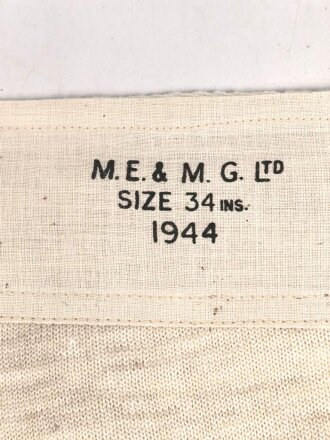 M. E. & M. G. LTD
SIZE 34 INS.
1944